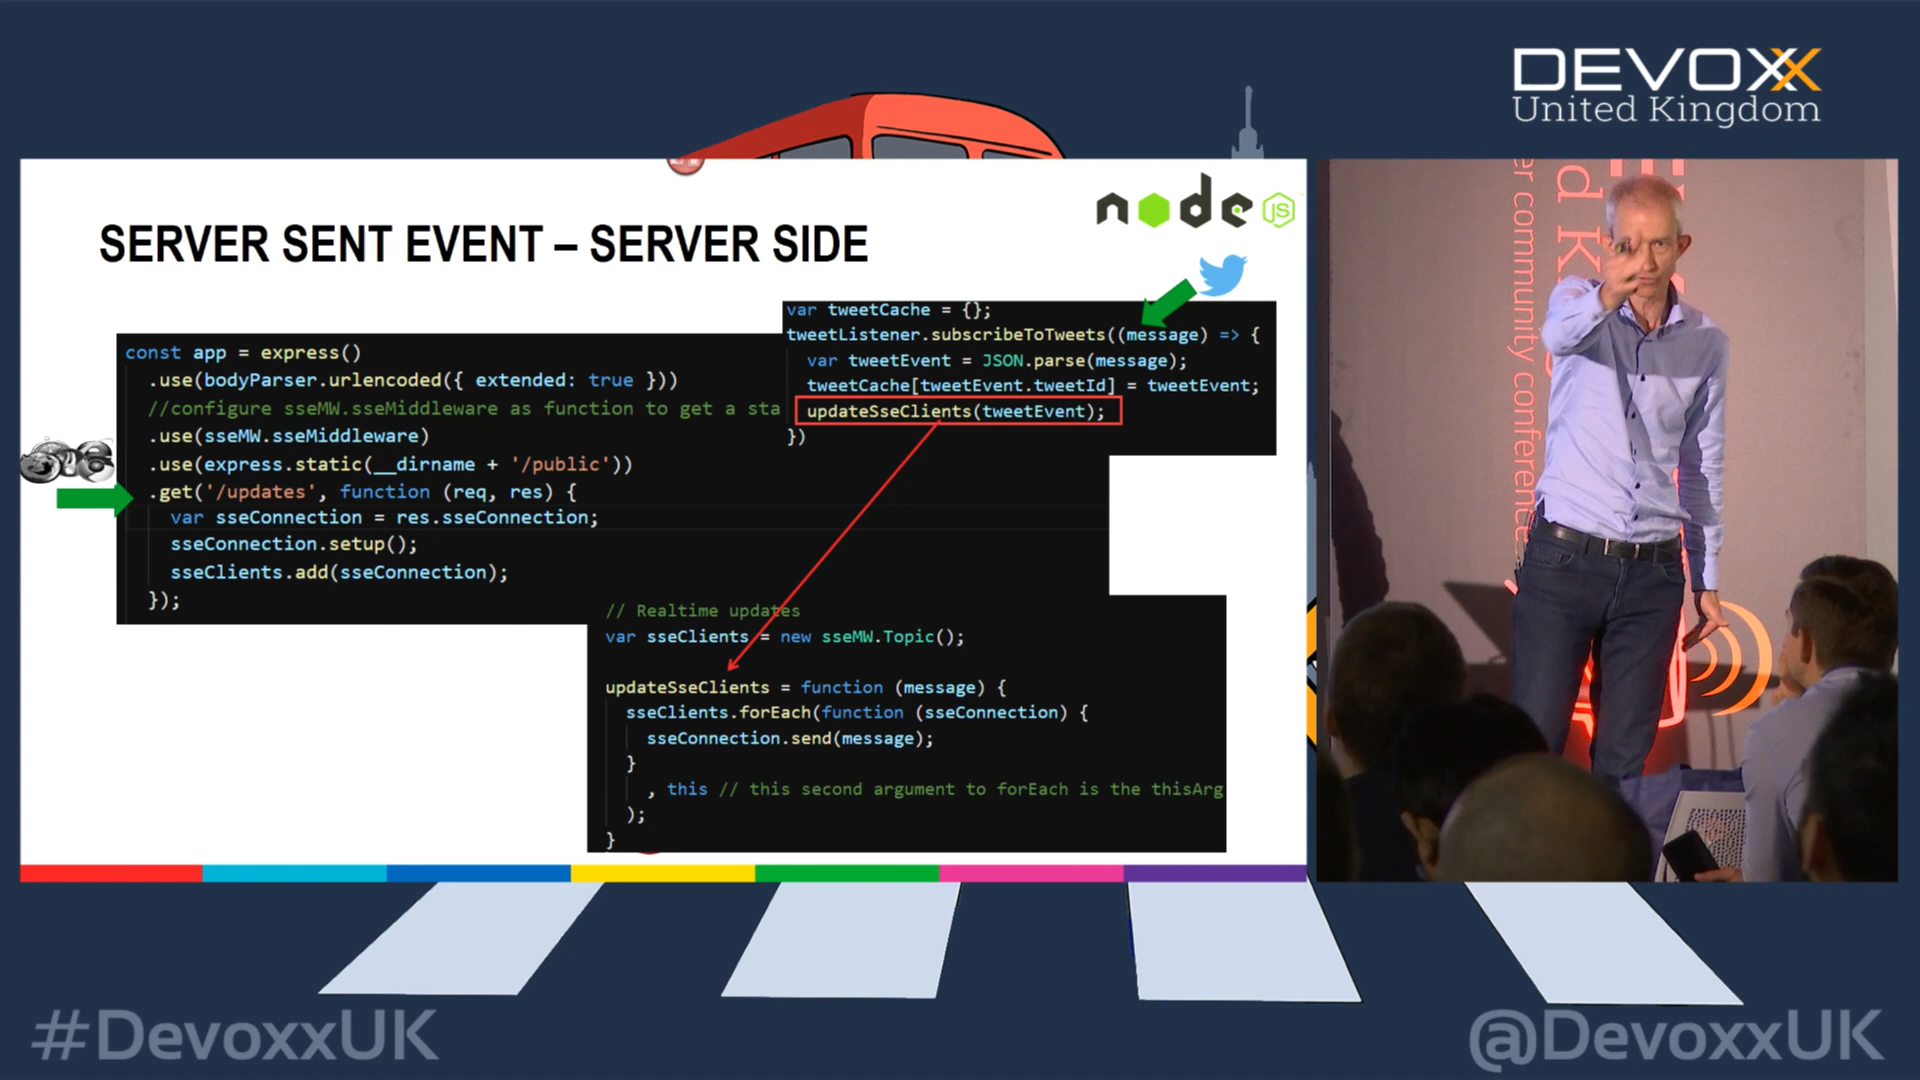 DEVOXX
United Kingdom
node
JS
SERVER SENT EVENT – SERVER SIDE
const app = express()
.use(bodyParser.urlencoded({ extended: true }))
//configure sseMW.sseMiddleware as function to get a sta
.use(sseMW.sseMiddleware)
.use(express.static(__dirname + '/public'))
.get('/updates', function (req, res) {
var sseConnection = res.sseConnection;
sseConnection.setup();
sseClients.add(sseConnection);
});
var tweetCache = {};
tweetListener.subscribeToTweets((message) => {
var tweetEvent = JSON.parse(message);
tweetCache[tweetEvent.tweetId] = tweetEvent;
updateSseClients(tweetEvent);
})
// Realtime updates
var sseClients = new sseMW.Topic();
updateSseClients = function (message) {
sseClients.forEach(function (sseConnection) {
sseConnection.send(message);
}
, this // this second argument to forEach is the thisArg
);
}
er community conference
#DevoxxUK
@DevoxxUK